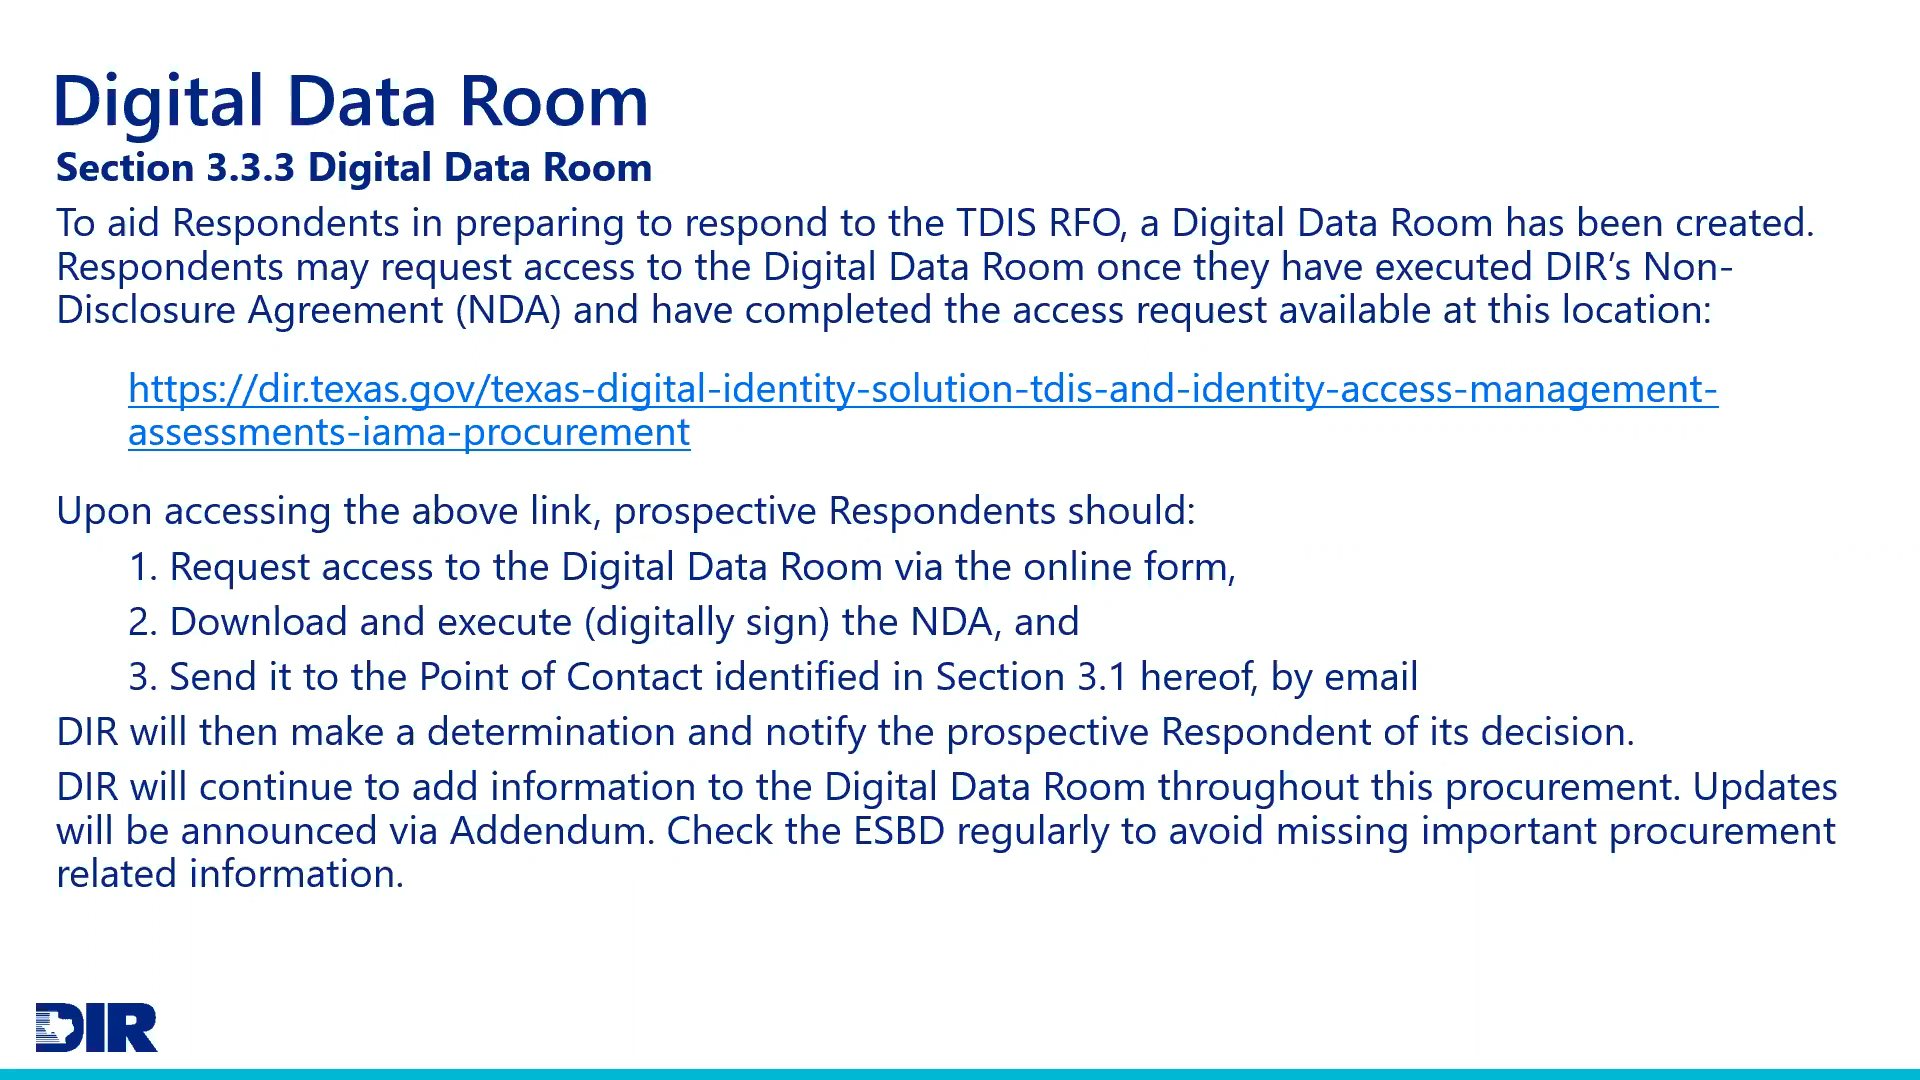 Digital Data Room
Section 3.3.3 Digital Data Room
To aid Respondents in preparing to respond to the TDIS RFO, a Digital Data Room has been created.
Respondents may request access to the Digital Data Room once they have executed DIR’s Non-
Disclosure Agreement (NDA) and have completed the access request available at this location:
https://dir.texas.gov/texas-digital-identity-solution-tdis-and-identity-access-management-
assessments-iama-procurement
Upon accessing the above link, prospective Respondents should:
1. Request access to the Digital Data Room via the online form,
2. Download and execute (digitally sign) the NDA, and
3. Send it to the Point of Contact identified in Section 3.1 hereof, by email
DIR will then make a determination and notify the prospective Respondent of its decision.
DIR will continue to add information to the Digital Data Room throughout this procurement. Updates
will be announced via Addendum. Check the ESBD regularly to avoid missing important procurement
related information.
DIR